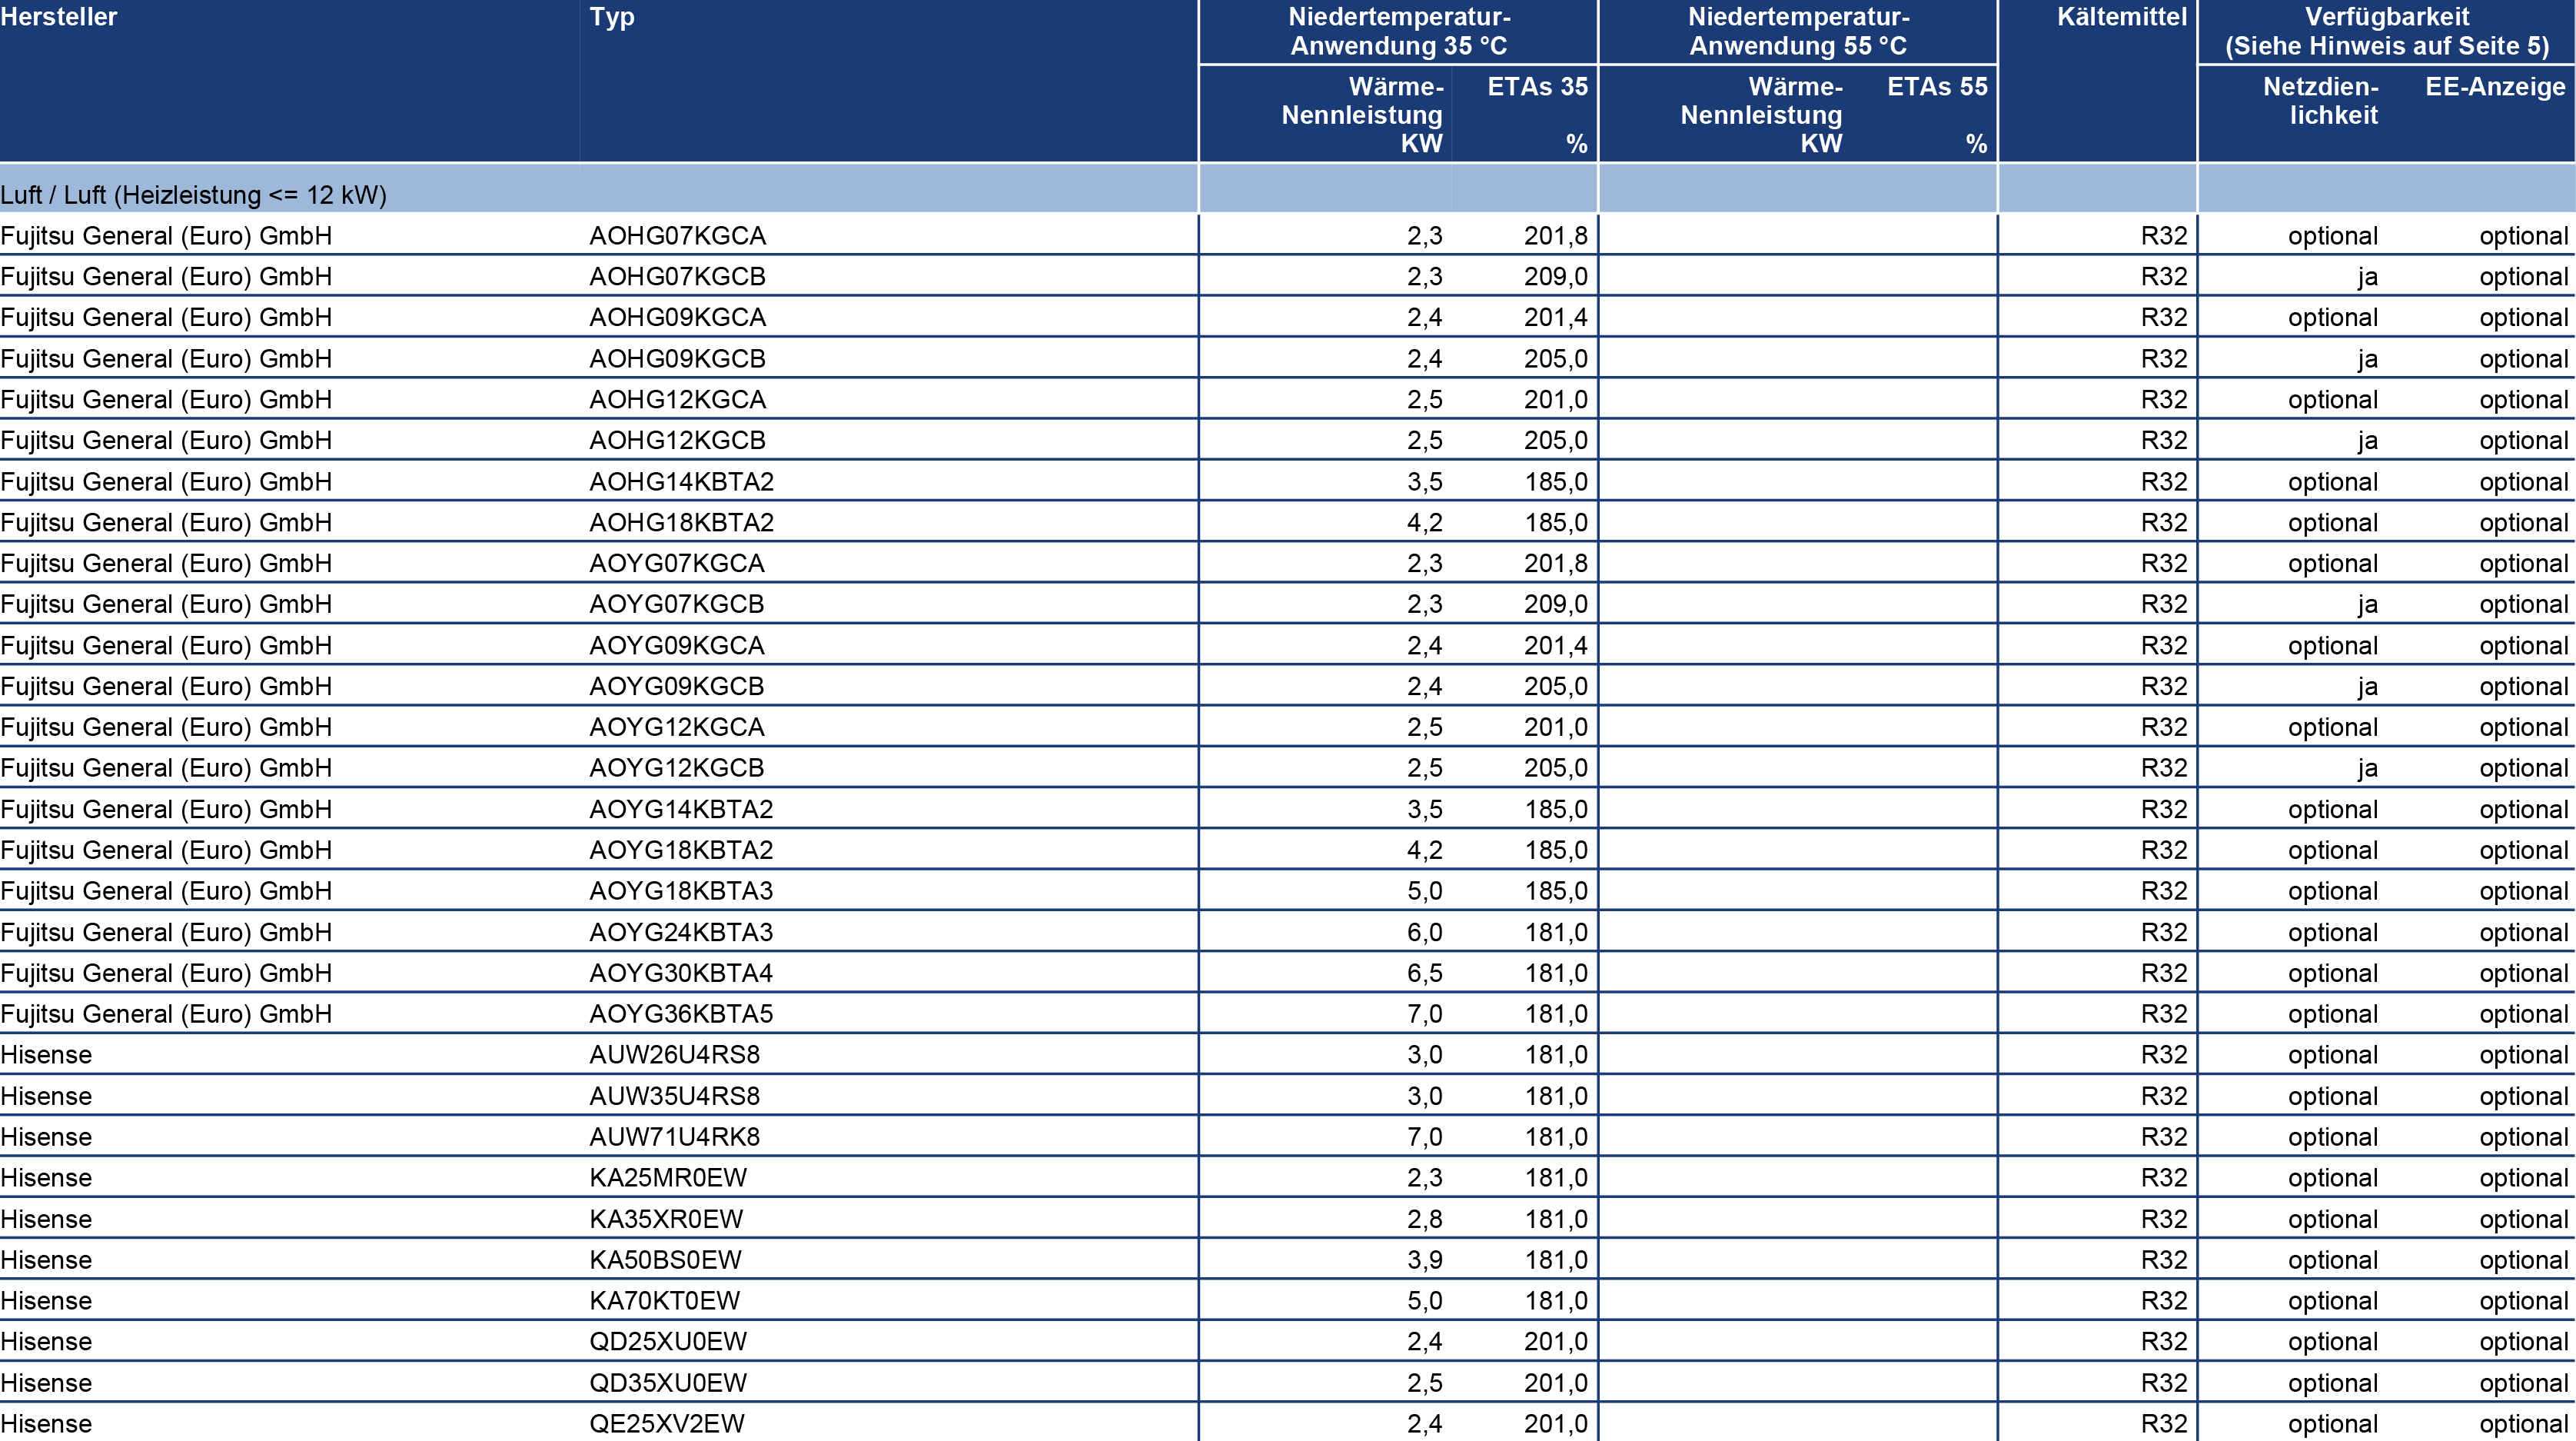 Hersteller Typ Niedertemperatur- Niedertemperatur- Kältemittel Verfügbarkeit
Anwendung 35 °C Anwendung 55 °C (Siehe Hinweis auf Seite 5)
Wärme- ETAs 35 Wärme- ETAs 55 Netzdien- EE-Anzeige
Nennleistung Nennleistung lichkeit
KW % KW %
Luft / Luft (Heizleistung <= 12 kW)
Fujitsu General (Euro) GmbH AOHG07KGCA 2,3 201,8 R32 optional optional
Fujitsu General (Euro) GmbH AOHG07KGCB 2,3 209,0 R32 ja optional
Fujitsu General (Euro) GmbH AOHG09KGCA 2,4 201,4 R32 optional optional
Fujitsu General (Euro) GmbH AOHG09KGCB 2,4 205,0 R32 ja optional
Fujitsu General (Euro) GmbH AOHG12KGCA 2,5 201,0 R32 optional optional
Fujitsu General (Euro) GmbH AOHG12KGCB 2,5 205,0 R32 ja optional
Fujitsu General (Euro) GmbH AOHG14KBTA2 3,5 185,0 R32 optional optional
Fujitsu General (Euro) GmbH AOHG18KBTA2 4,2 185,0 R32 optional optional
Fujitsu General (Euro) GmbH AOYG07KGCA 2,3 201,8 R32 optional optional
Fujitsu General (Euro) GmbH AOYG07KGCB 2,3 209,0 R32 ja optional
Fujitsu General (Euro) GmbH AOYG09KGCA 2,4 201,4 R32 optional optional
Fujitsu General (Euro) GmbH AOYG09KGCB 2,4 205,0 R32 ja optional
Fujitsu General (Euro) GmbH AOYG12KGCA 2,5 201,0 R32 optional optional
Fujitsu General (Euro) GmbH AOYG12KGCB 2,5 205,0 R32 ja optional
Fujitsu General (Euro) GmbH AOYG14KBTA2 3,5 185,0 R32 optional optional
Fujitsu General (Euro) GmbH AOYG18KBTA2 4,2 185,0 R32 optional optional
Fujitsu General (Euro) GmbH AOYG18KBTA3 5,0 185,0 R32 optional optional
Fujitsu General (Euro) GmbH AOYG24KBTA3 6,0 181,0 R32 optional optional
Fujitsu General (Euro) GmbH AOYG30KBTA4 6,5 181,0 R32 optional optional
Fujitsu General (Euro) GmbH AOYG36KBTA5 7,0 181,0 R32 optional optional
Hisense AUW26U4RS8 3,0 181,0 R32 optional optional
Hisense AUW35U4RS8 3,0 181,0 R32 optional optional
Hisense AUW71U4RK8 7,0 181,0 R32 optional optional
Hisense KA25MR0EW 2,3 181,0 R32 optional optional
Hisense KA35XR0EW 2,8 181,0 R32 optional optional
Hisense KA50BS0EW 3,9 181,0 R32 optional optional
Hisense KA70KT0EW 5,0 181,0 R32 optional optional
Hisense QD25XU0EW 2,4 201,0 R32 optional optional
Hisense QD35XU0EW 2,5 201,0 R32 optional optional
Hisense QE25XV2EW 2,4 201,0 R32 optional optional